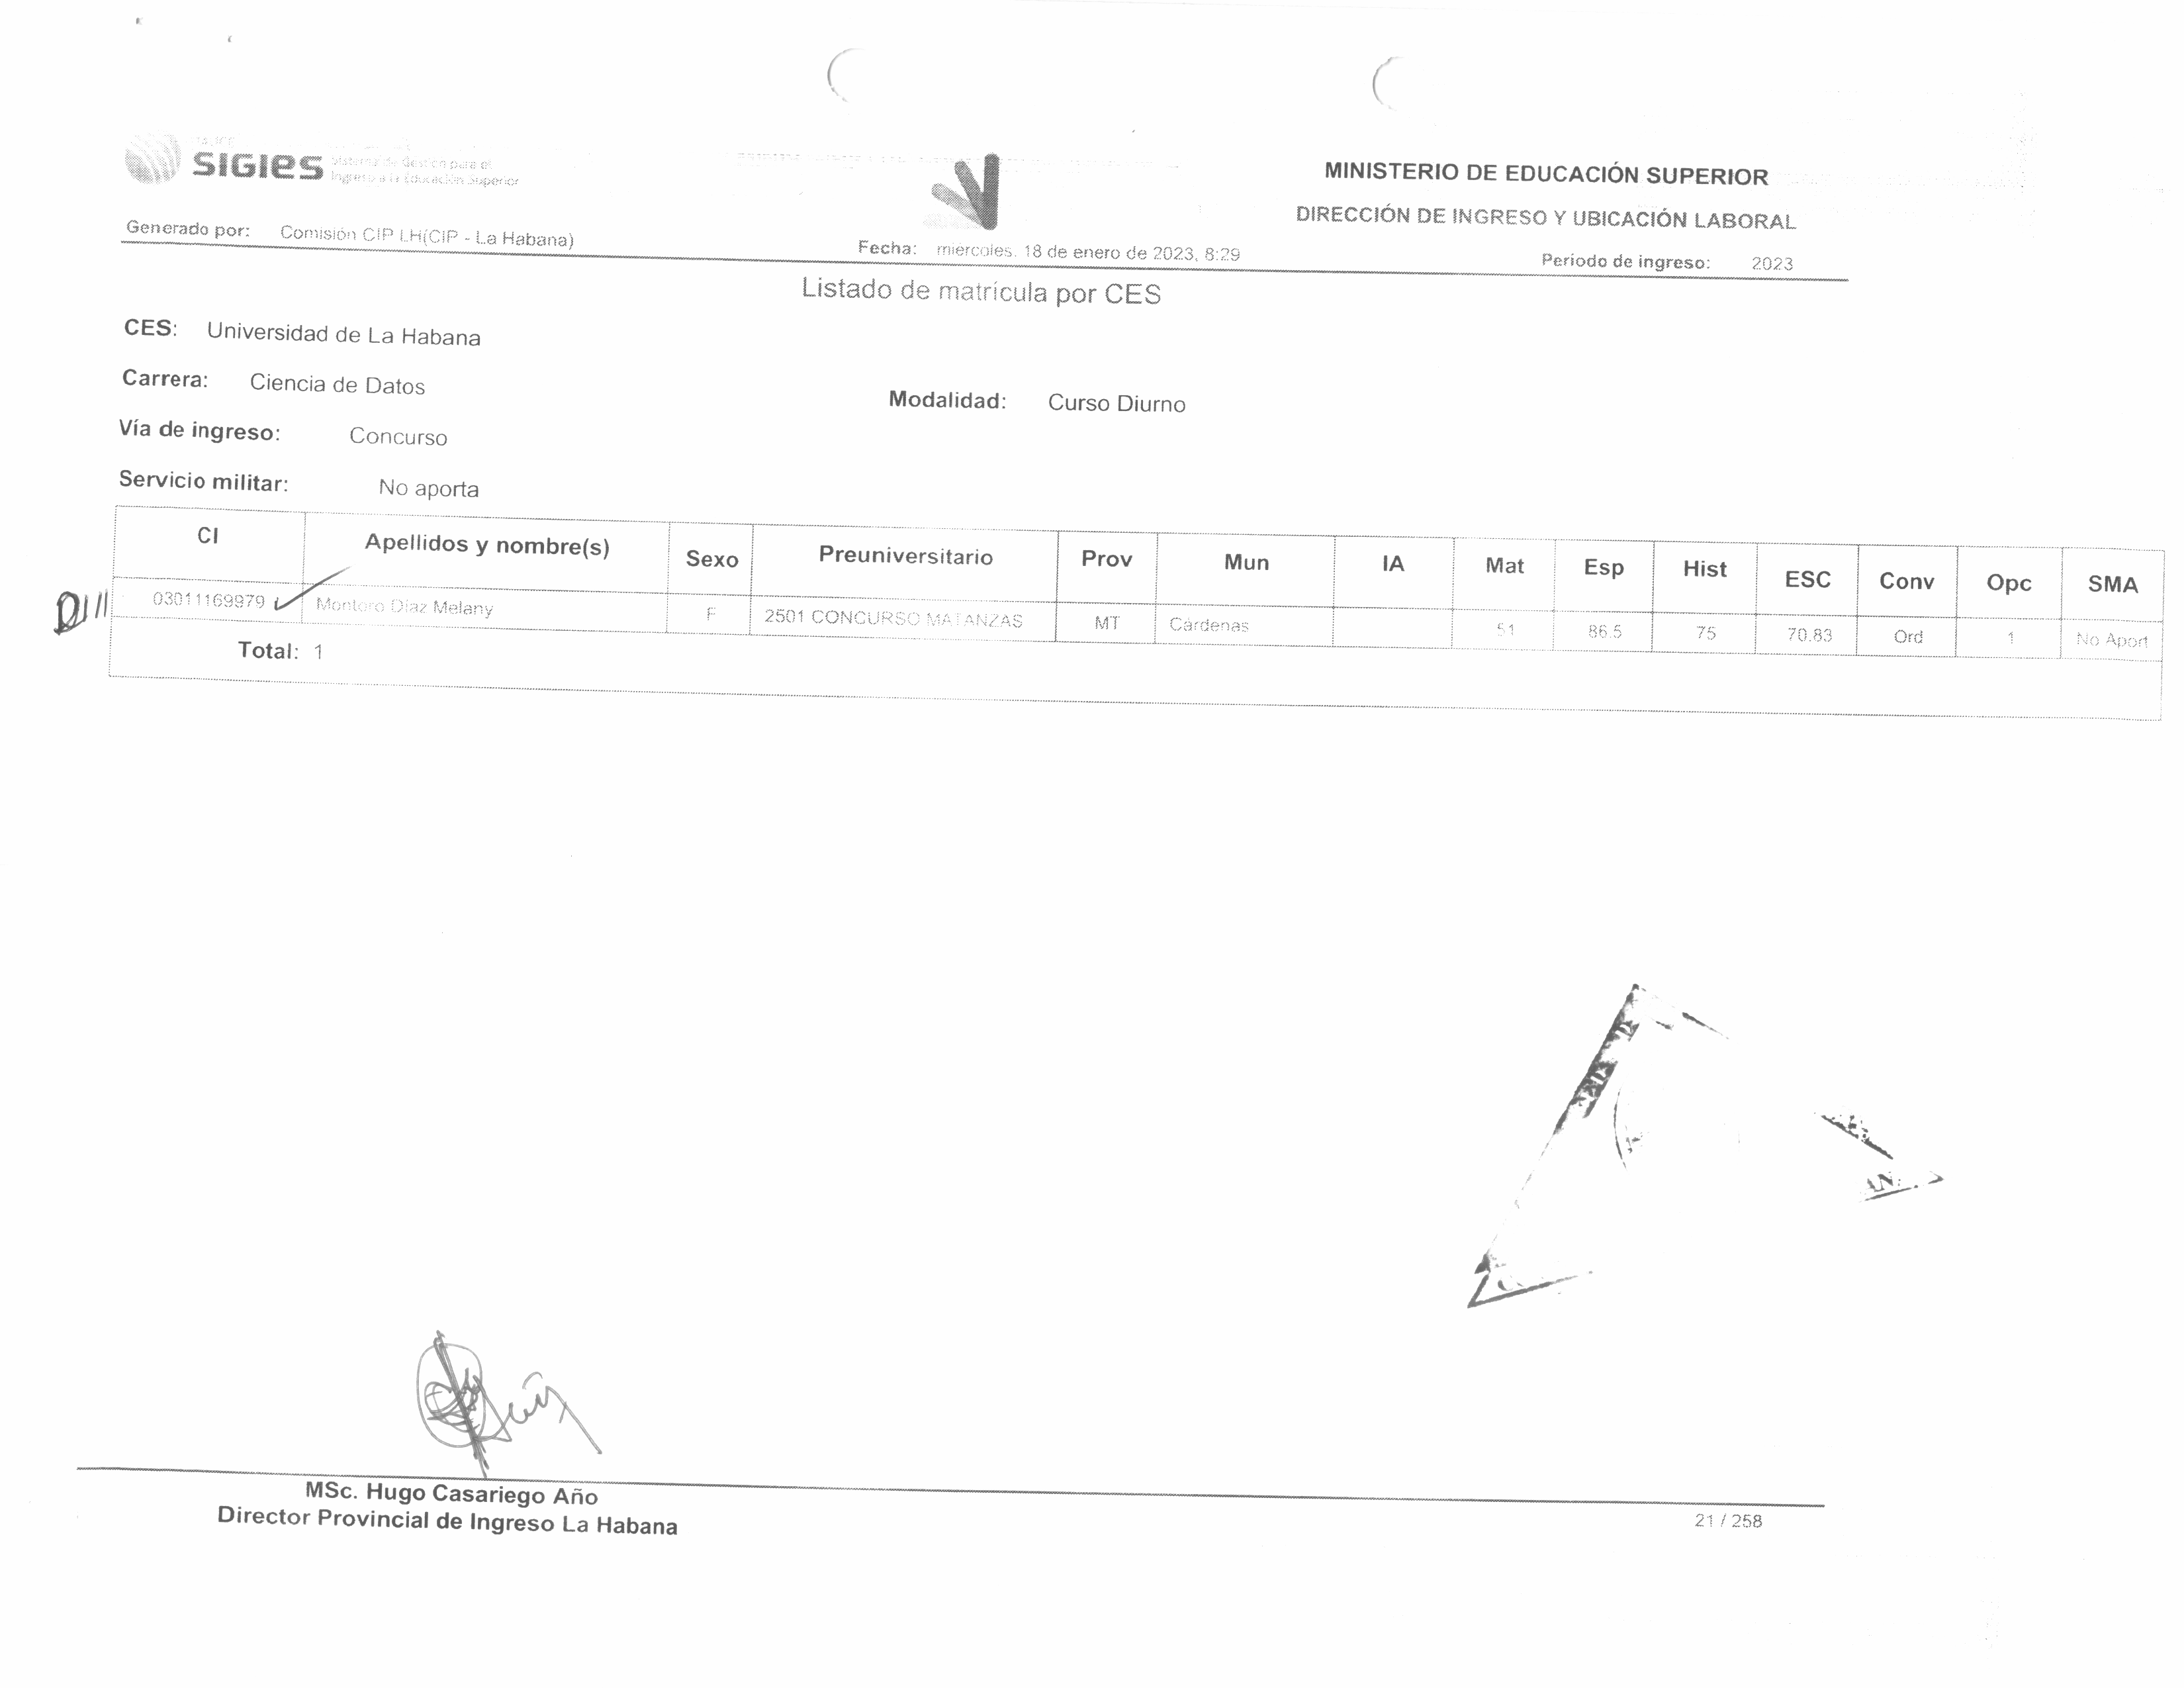 SIGIES Sistema de Gestión para el
Ingreso a la Educación Superior
MINISTERIO DE EDUCACIÓN SUPERIOR
DIRECCIÓN DE INGRESO Y UBICACIÓN LABORAL
Generado por: Comisión CIP LH(CIP - La Habana)
Fecha: miercoles, 18 de enero de 2023, 8:29
Periodo de ingreso: 2023
Listado de matrícula por CES
CES: Universidad de La Habana
Carrera: Ciencia de Datos
Modalidad: Curso Diurno
Vía de ingreso: Concurso
Servicio militar: No aporta
CI Apellidos y nombre(s) Sexo Preuniversitario Prov Mun IA Mat Esp Hist ESC Conv Opc SMA
03011169979 Montoro Díaz Melany F 2501 CONCURSO MATANZAS MT Cárdenas 51 86.5 75 70.83 Ord 1 No Aport
Total: 1
MSc. Hugo Casariego Año
Director Provincial de Ingreso La Habana
21 / 258